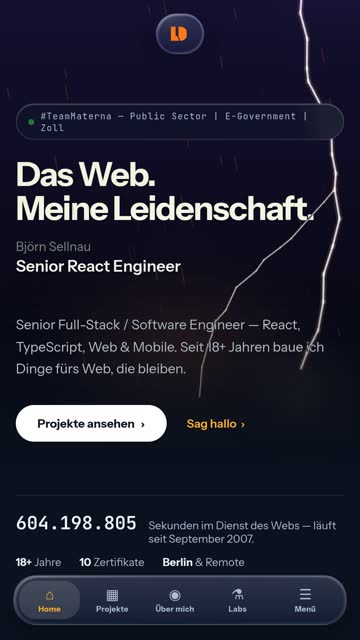 #TeamMaterna — Public Sector | E-Government |
Zoll
Das Web.
Meine Leidenschaft.
Björn Sellnau
Senior React Engineer
Senior Full-Stack / Software Engineer — React,
TypeScript, Web & Mobile. Seit 18+ Jahren baue ich
Dinge fürs Web, die bleiben.
Projekte ansehen ›
Sag hallo ›
604.198.805
Sekunden im Dienst des Webs — läuft
seit September 2007.
18+ Jahre
10 Zertifikate
Berlin & Remote
Home
Projekte
Über mich
Labs
Menü